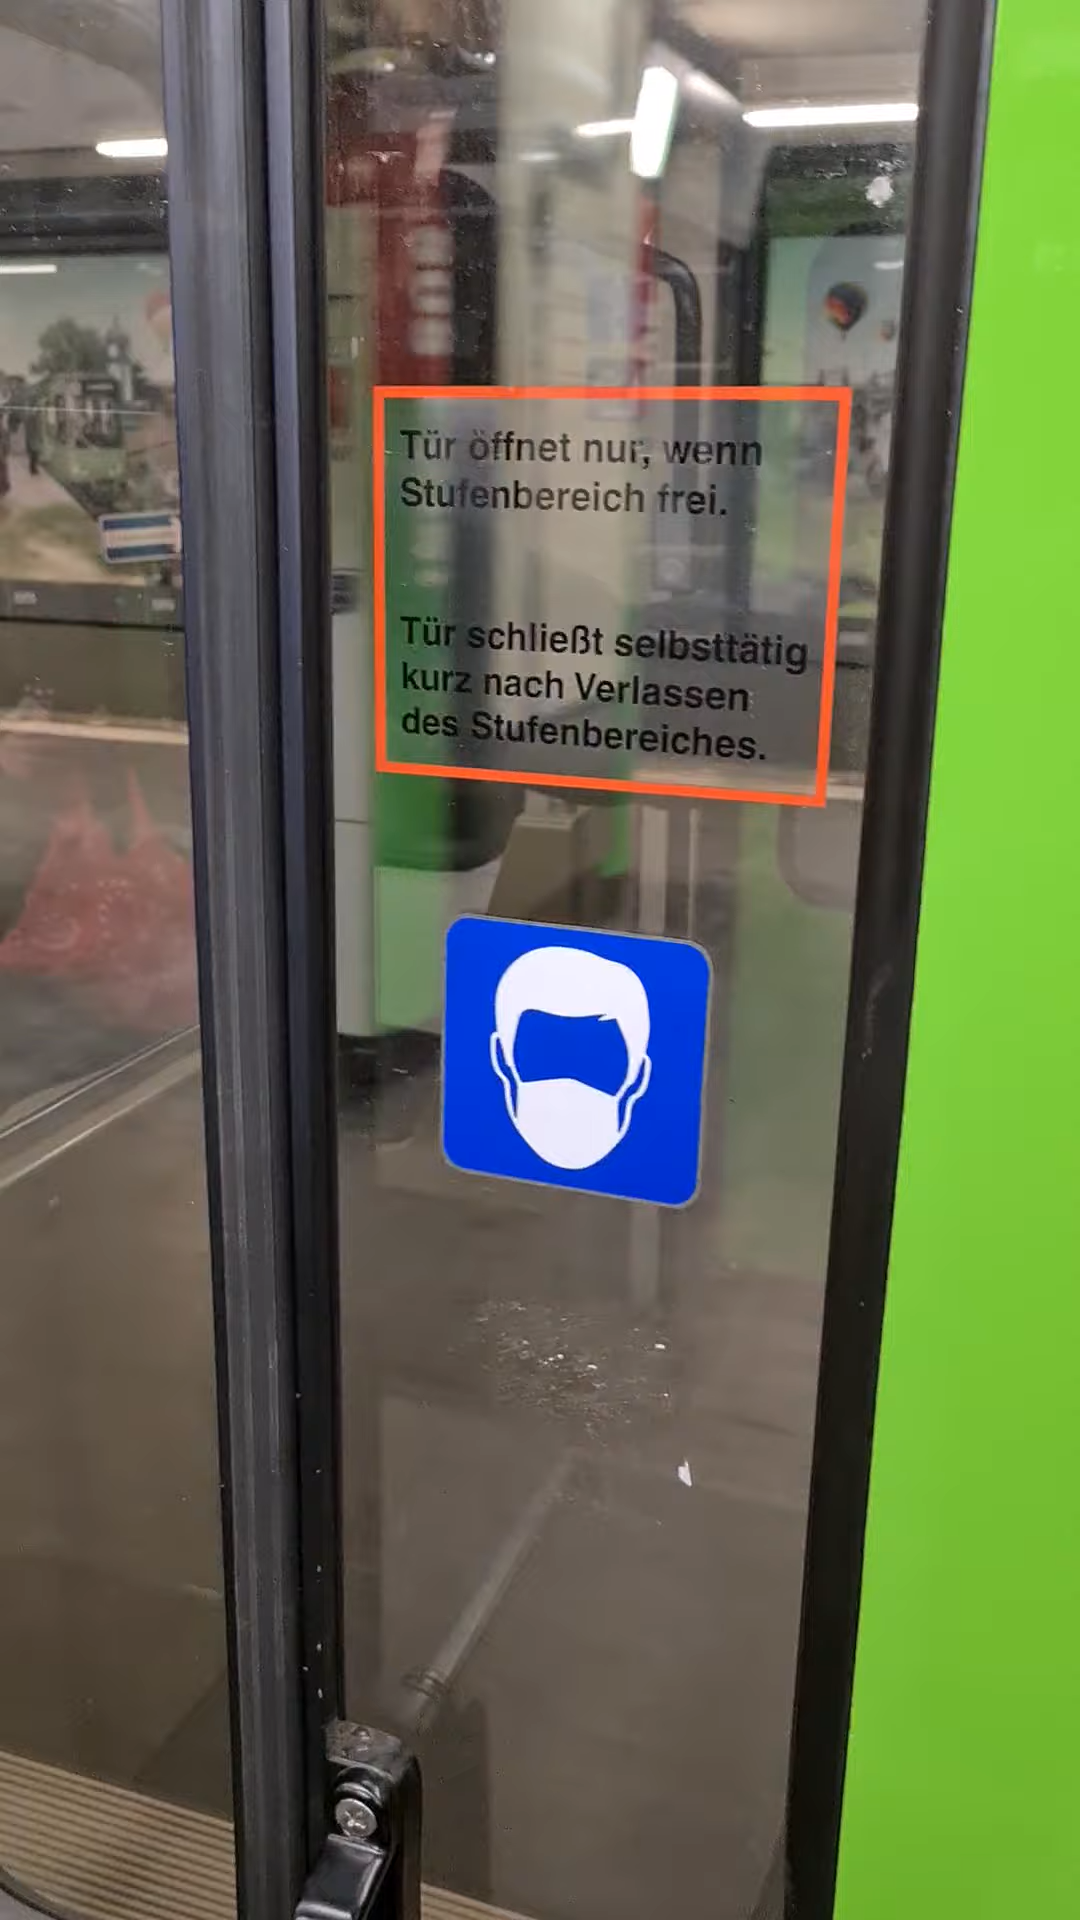 Tür öffnet nur, wenn
Stufenbereich frei.
Tür schließt selbsttätig
kurz nach Verlassen
des Stufenbereiches.